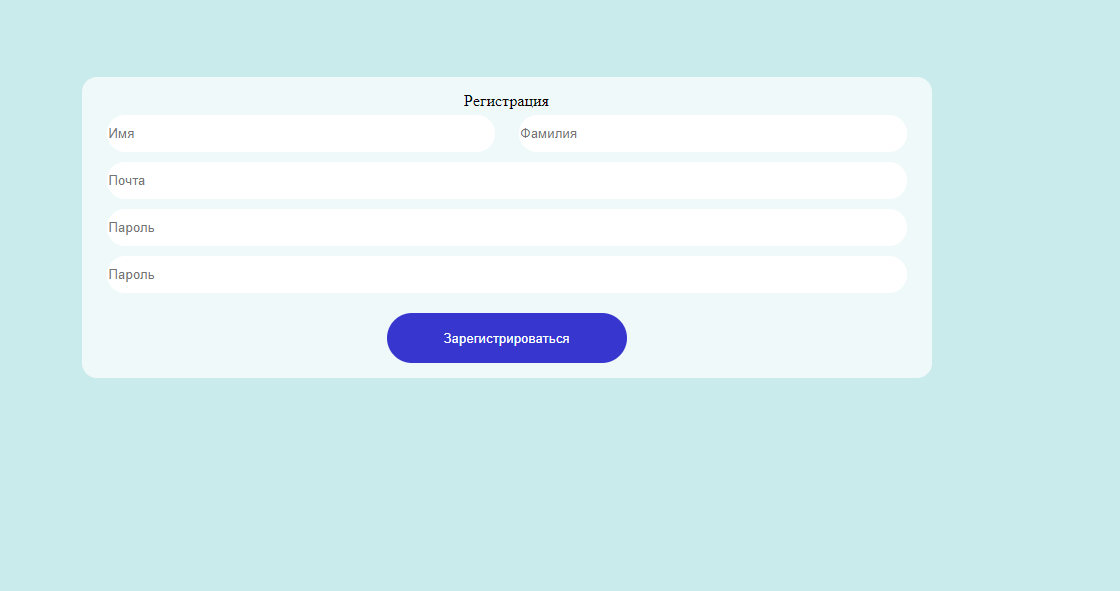 Регистрация
Имя Фамилия
Почта
Пароль
Пароль
Зарегистрироваться